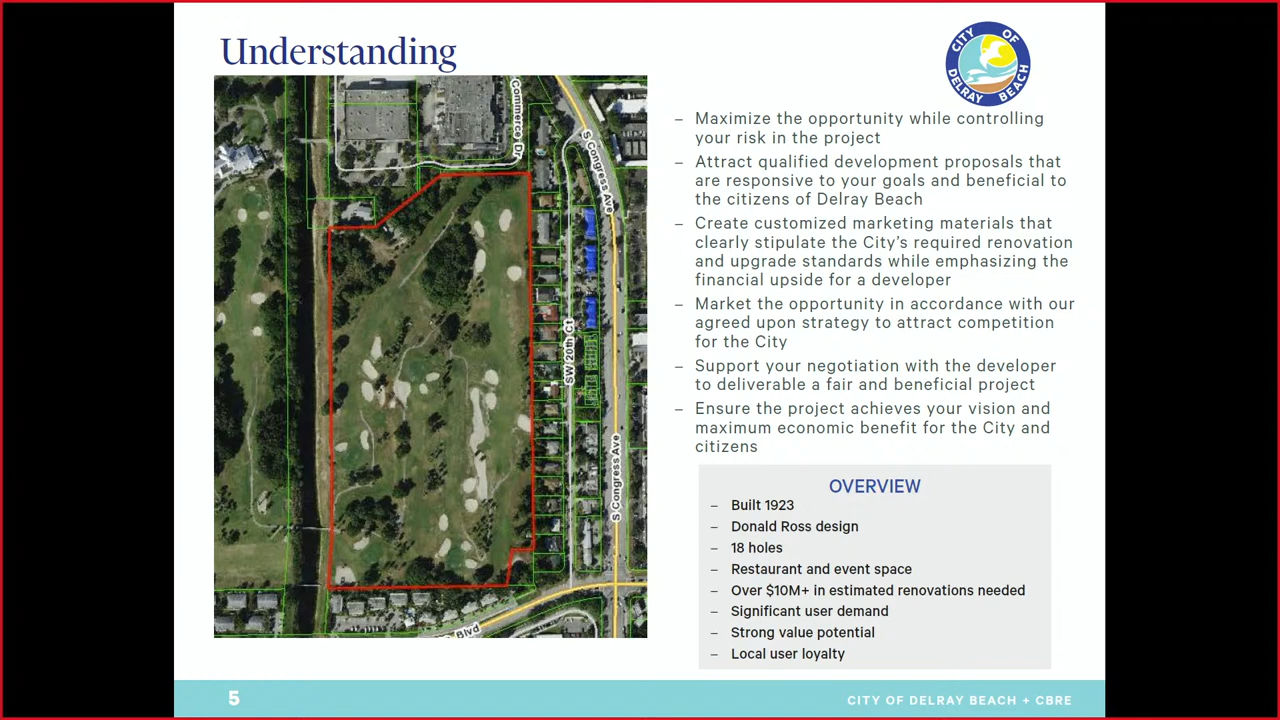 Understanding
CITY OF
DELRAY BEACH
Commerce Dr
S Congress Ave
SW 20th Ct
S Congress Ave
Blvd
– Maximize the opportunity while controlling
your risk in the project
– Attract qualified development proposals that
are responsive to your goals and beneficial to
the citizens of Delray Beach
– Create customized marketing materials that
clearly stipulate the City's required renovation
and upgrade standards while emphasizing the
financial upside for a developer
– Market the opportunity in accordance with our
agreed upon strategy to attract competition
for the City
– Support your negotiation with the developer
to deliverable a fair and beneficial project
– Ensure the project achieves your vision and
maximum economic benefit for the City and
citizens
OVERVIEW
– Built 1923
– Donald Ross design
– 18 holes
– Restaurant and event space
– Over $10M+ in estimated renovations needed
– Significant user demand
– Strong value potential
– Local user loyalty
5
CITY OF DELRAY BEACH + CBRE